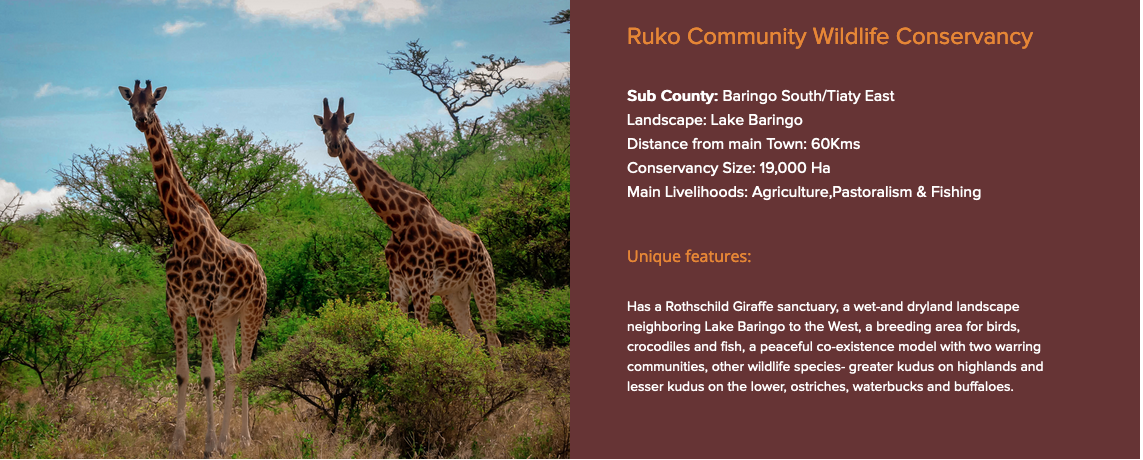 Ruko Community Wildlife Conservancy
Sub County: Baringo South/Tiaty East
Landscape: Lake Baringo
Distance from main Town: 60Kms
Conservancy Size: 19,000 Ha
Main Livelihoods: Agriculture,Pastoralism & Fishing
Unique features:
Has a Rothschild Giraffe sanctuary, a wet-and dryland landscape
neighboring Lake Baringo to the West, a breeding area for birds,
crocodiles and fish, a peaceful co-existence model with two warring
communities, other wildlife species- greater kudus on highlands and
lesser kudus on the lower, ostriches, waterbucks and buffaloes.